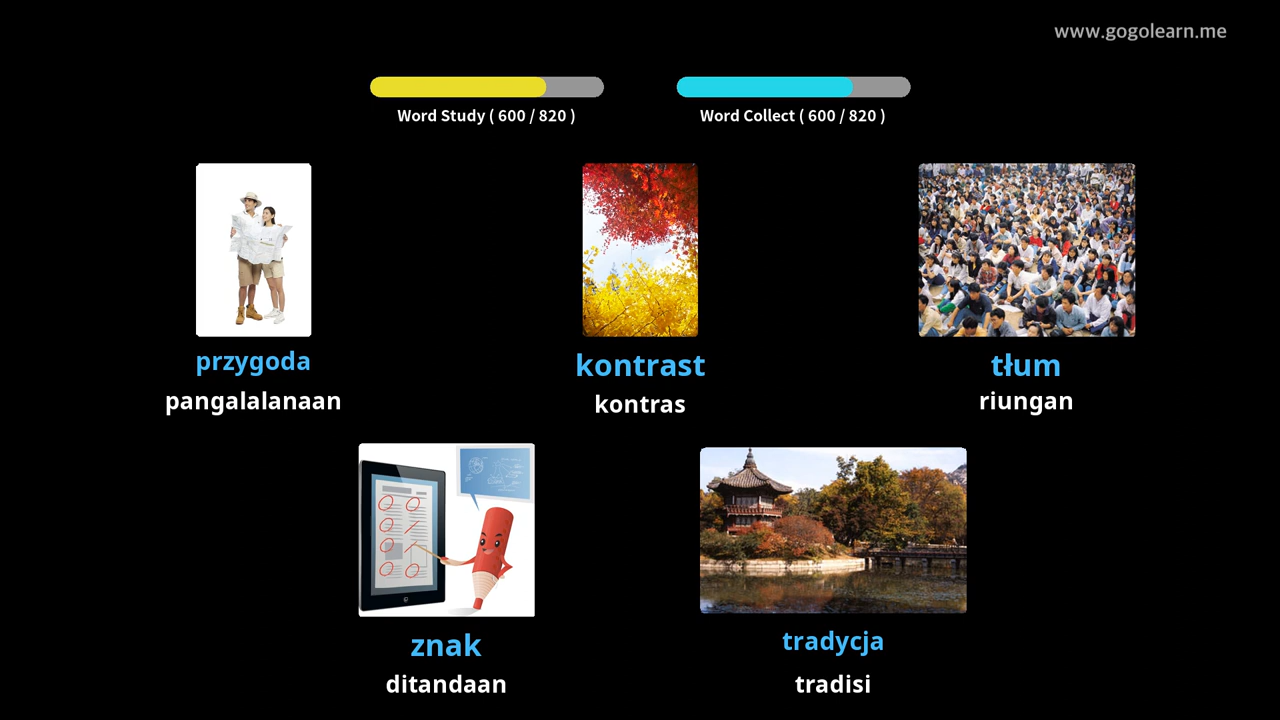 www.gogolearn.me
Word Study ( 600 / 820 )
Word Collect ( 600 / 820 )
przygoda
pangalalanaan
kontrast
kontras
tłum
riungan
znak
ditandaan
tradycja
tradisi